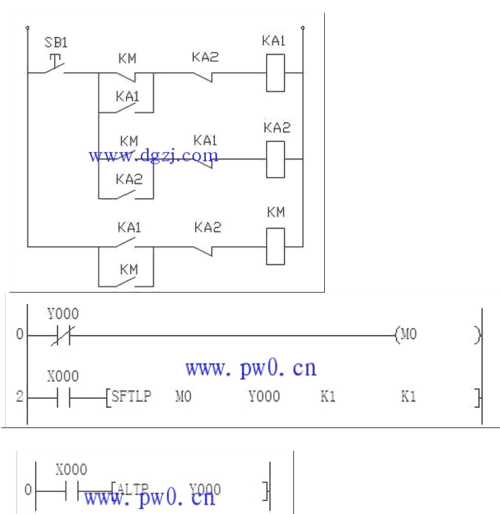 SB1 KM KA2 KA1
KA1
KA2
KM KA1
www.dgzj.com
KA2
KM
KA1 KA2
KM
Y000
0 (M0 )
www.pw0.cn
X000
2 [SFTLP M0 Y000 K1 K1 ]
X000
0 [ALTP Y000 ]
www.pw0.cn